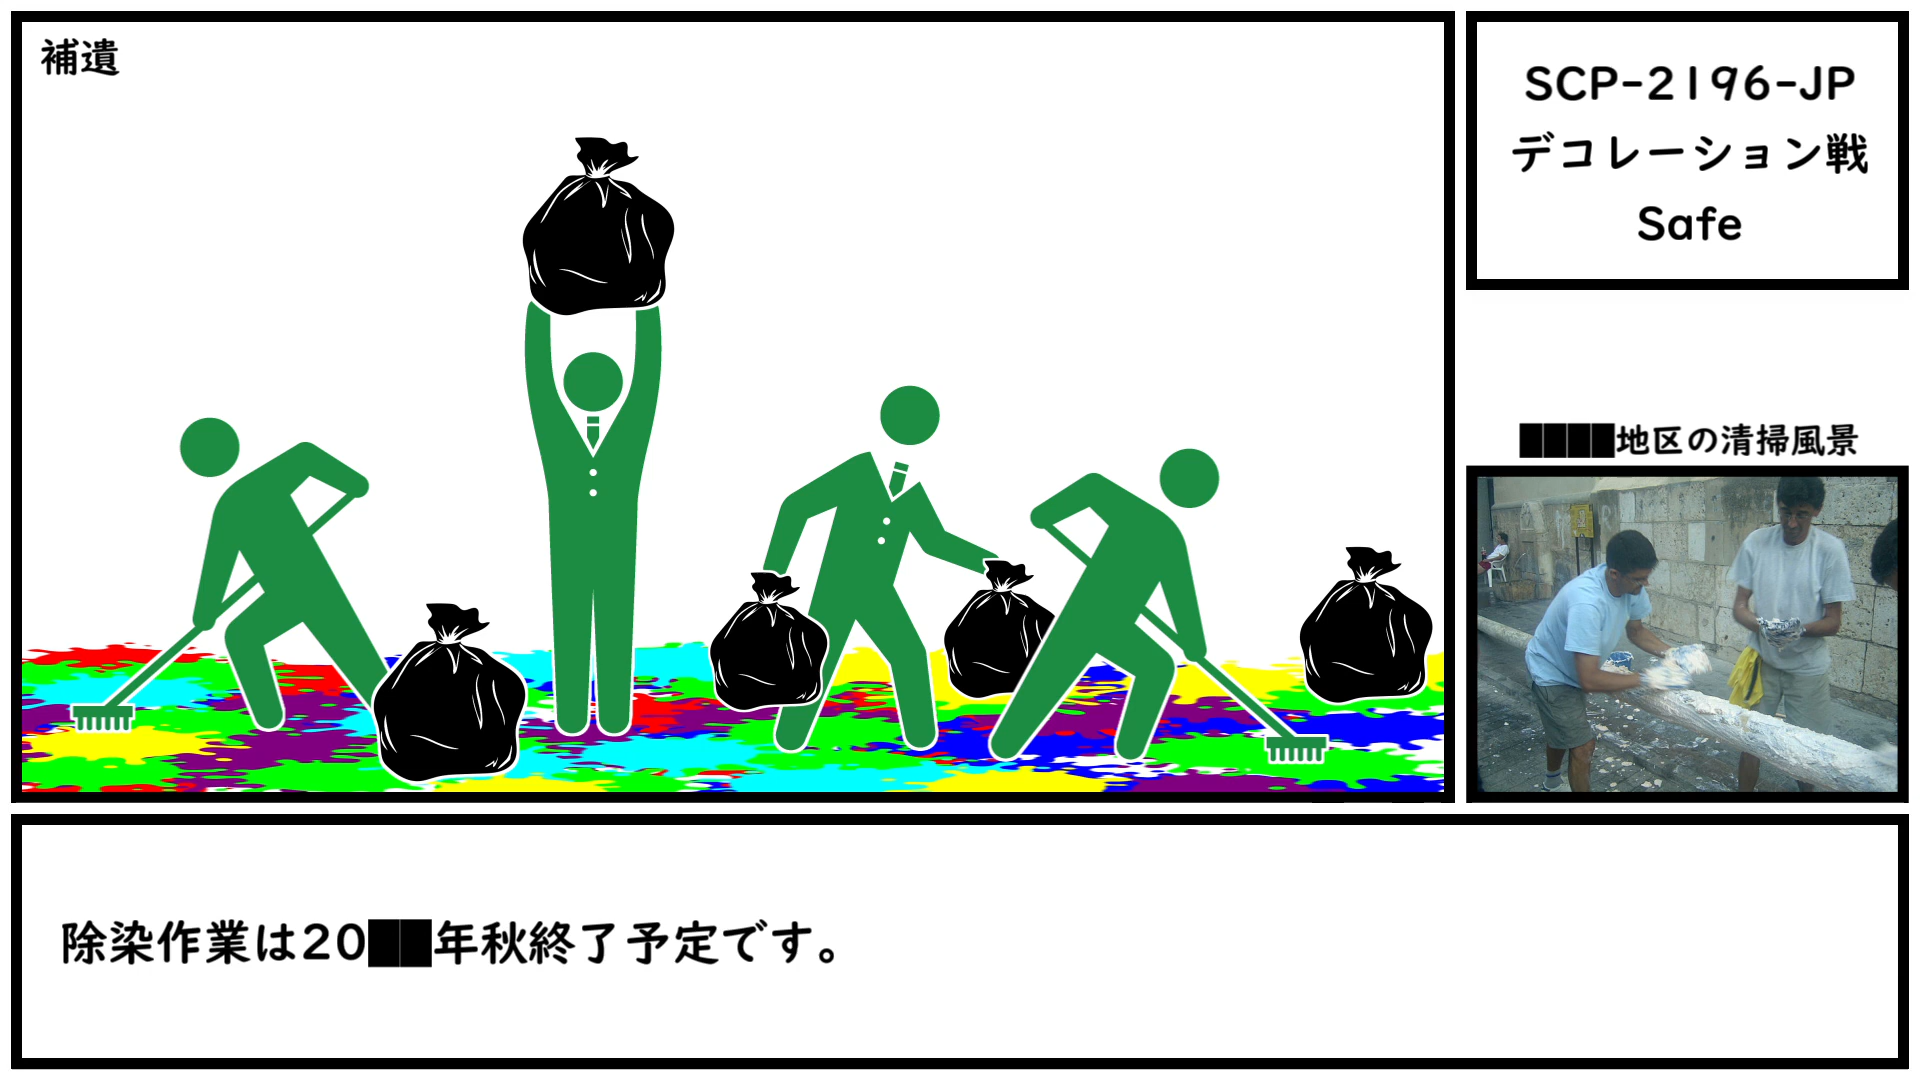 補遺
SCP-2196-JP
デコレーション戦
Safe
████地区の清掃風景
除染作業は20██年秋終了予定です。